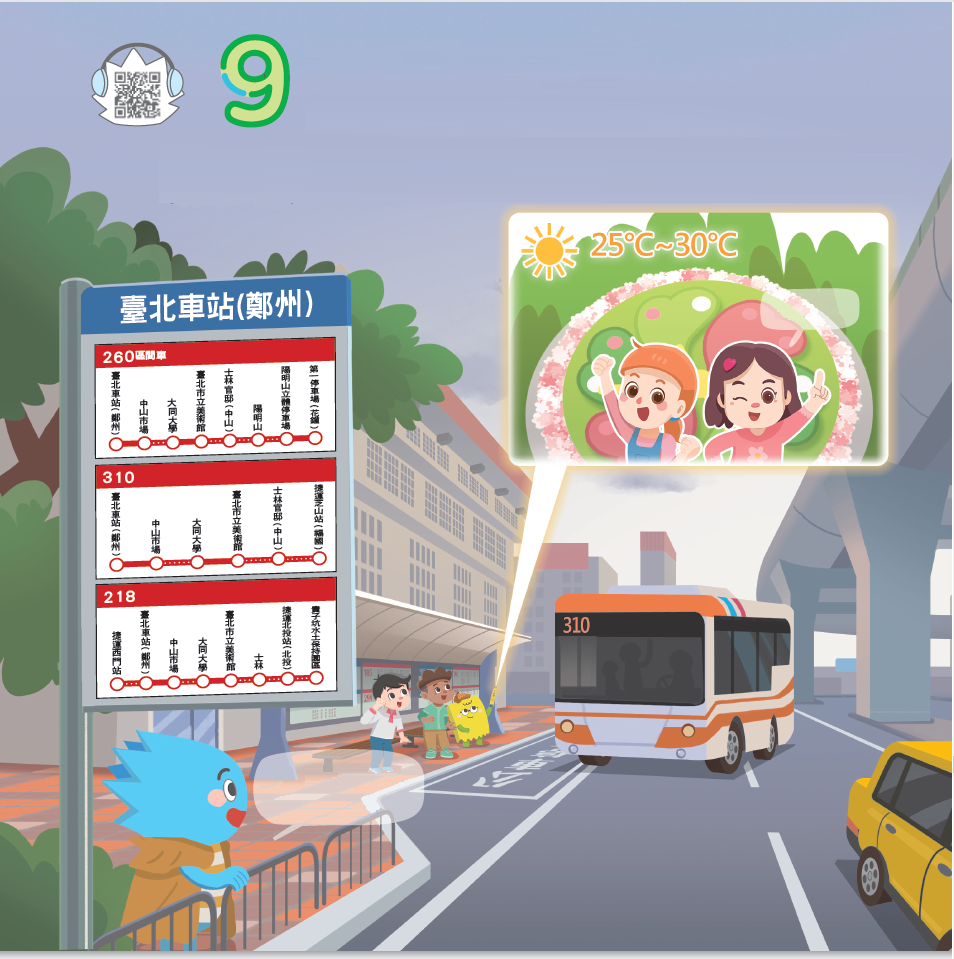 9
25°C~30°C
臺北車站(鄭州)
260區間車
臺北車站(鄭州)
中山市場
大同大學
臺北市立美術館
士林官邸(中山)
陽明山
陽明山立體停車場
第一停車場(花鐘)
310
臺北車站(鄭州)
中山市場
大同大學
臺北市立美術館
士林官邸(中山)
捷運芝山站(福國)
218
捷運西門站
臺北車站(鄭州)
中山市場
大同大學
臺北市立美術館
士林
捷運北投站(北投)
貴子坑水土保持園區
310